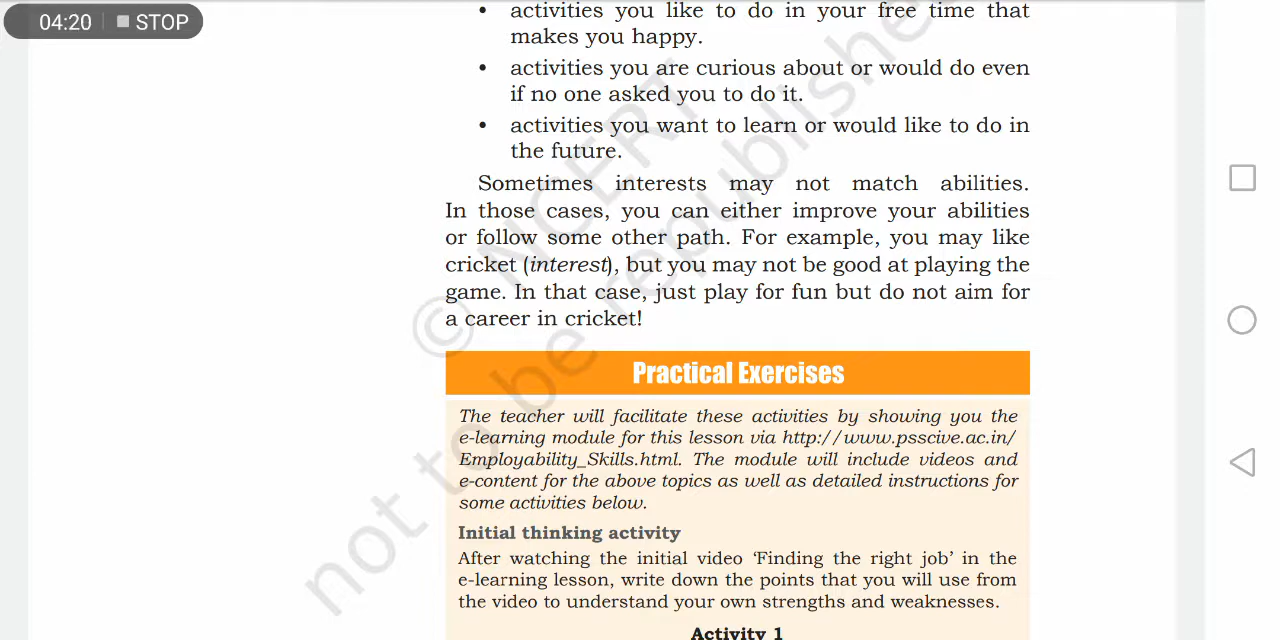 04:20 STOP
• activities you like to do in your free time that
makes you happy.
• activities you are curious about or would do even
if no one asked you to do it.
• activities you want to learn or would like to do in
the future.
Sometimes interests may not match abilities.
In those cases, you can either improve your abilities
or follow some other path. For example, you may like
cricket (interest), but you may not be good at playing the
game. In that case, just play for fun but do not aim for
a career in cricket!
Practical Exercises
The teacher will facilitate these activities by showing you the
e-learning module for this lesson via http://www.psscive.ac.in/
Employability_Skills.html. The module will include videos and
e-content for the above topics as well as detailed instructions for
some activities below.
Initial thinking activity
After watching the initial video ‘Finding the right job’ in the
e-learning lesson, write down the points that you will use from
the video to understand your own strengths and weaknesses.
Activity 1
© NCERT
not to be republishe